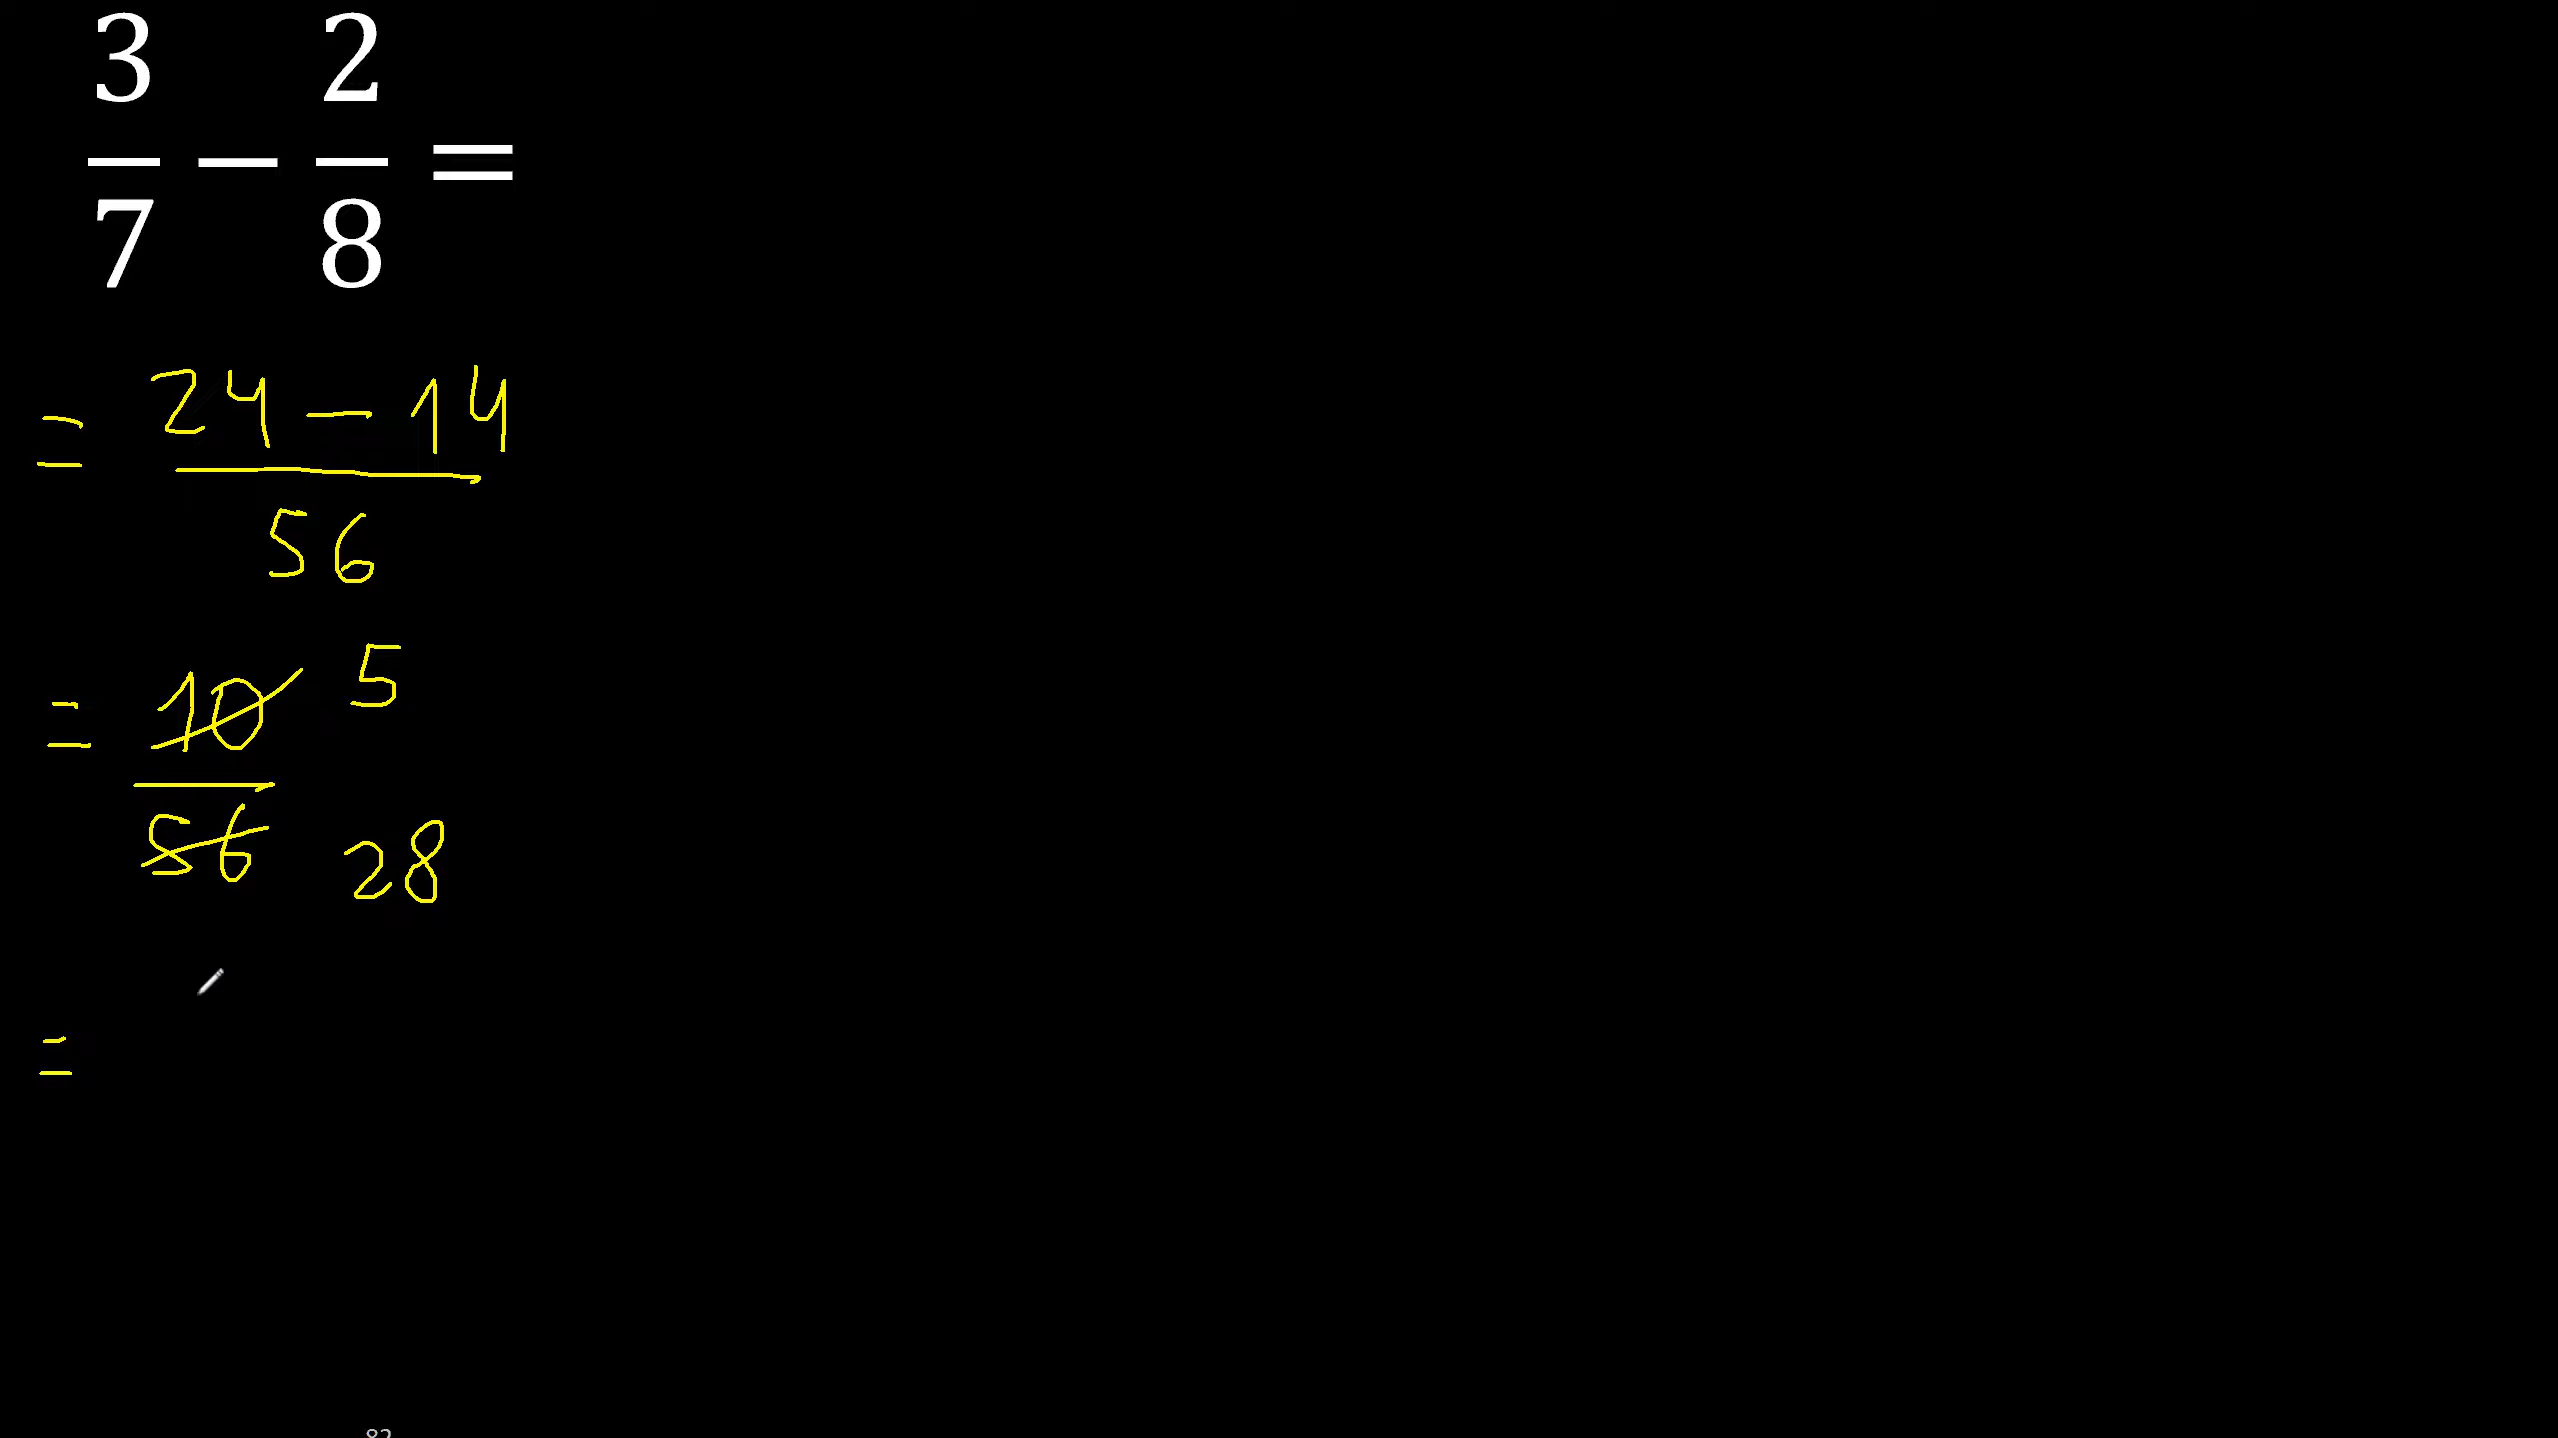 3/7 − 2/8 =
= 24 − 14 / 56
= 10/56 5/28
=